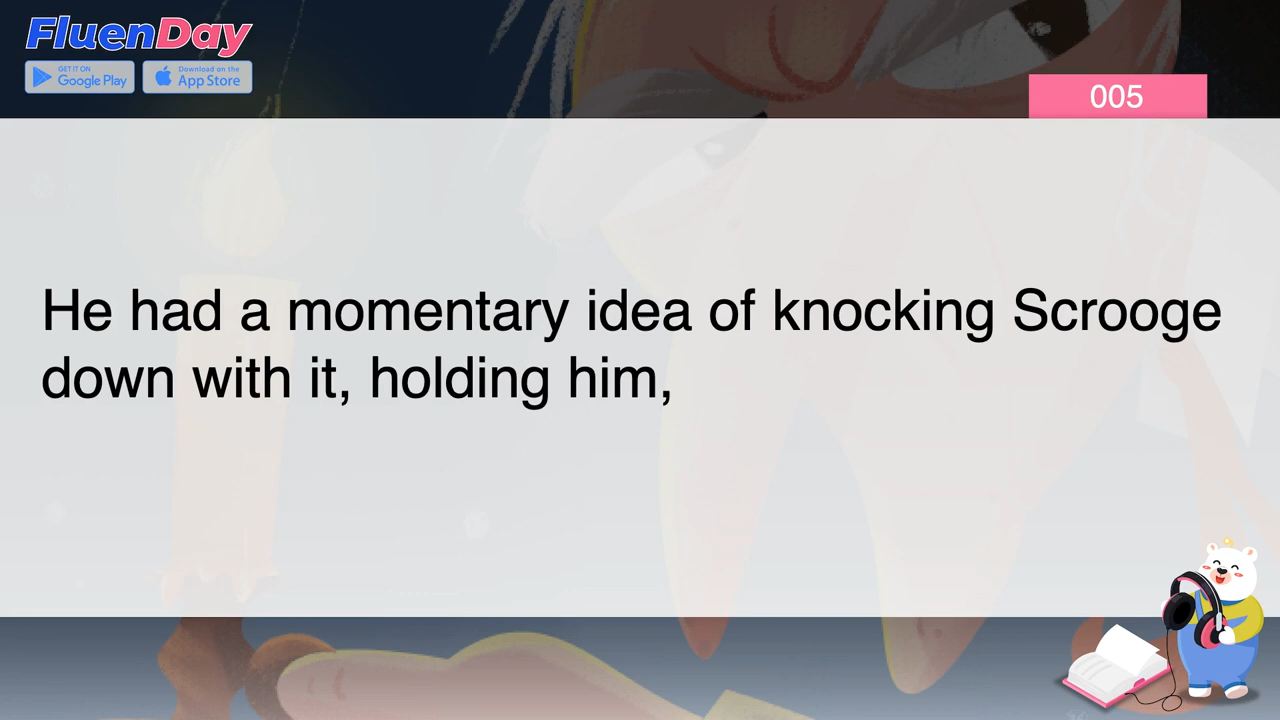 FluenDay
GET IT ON
Google Play
Download on the
App Store
005
He had a momentary idea of knocking Scrooge
down with it, holding him,